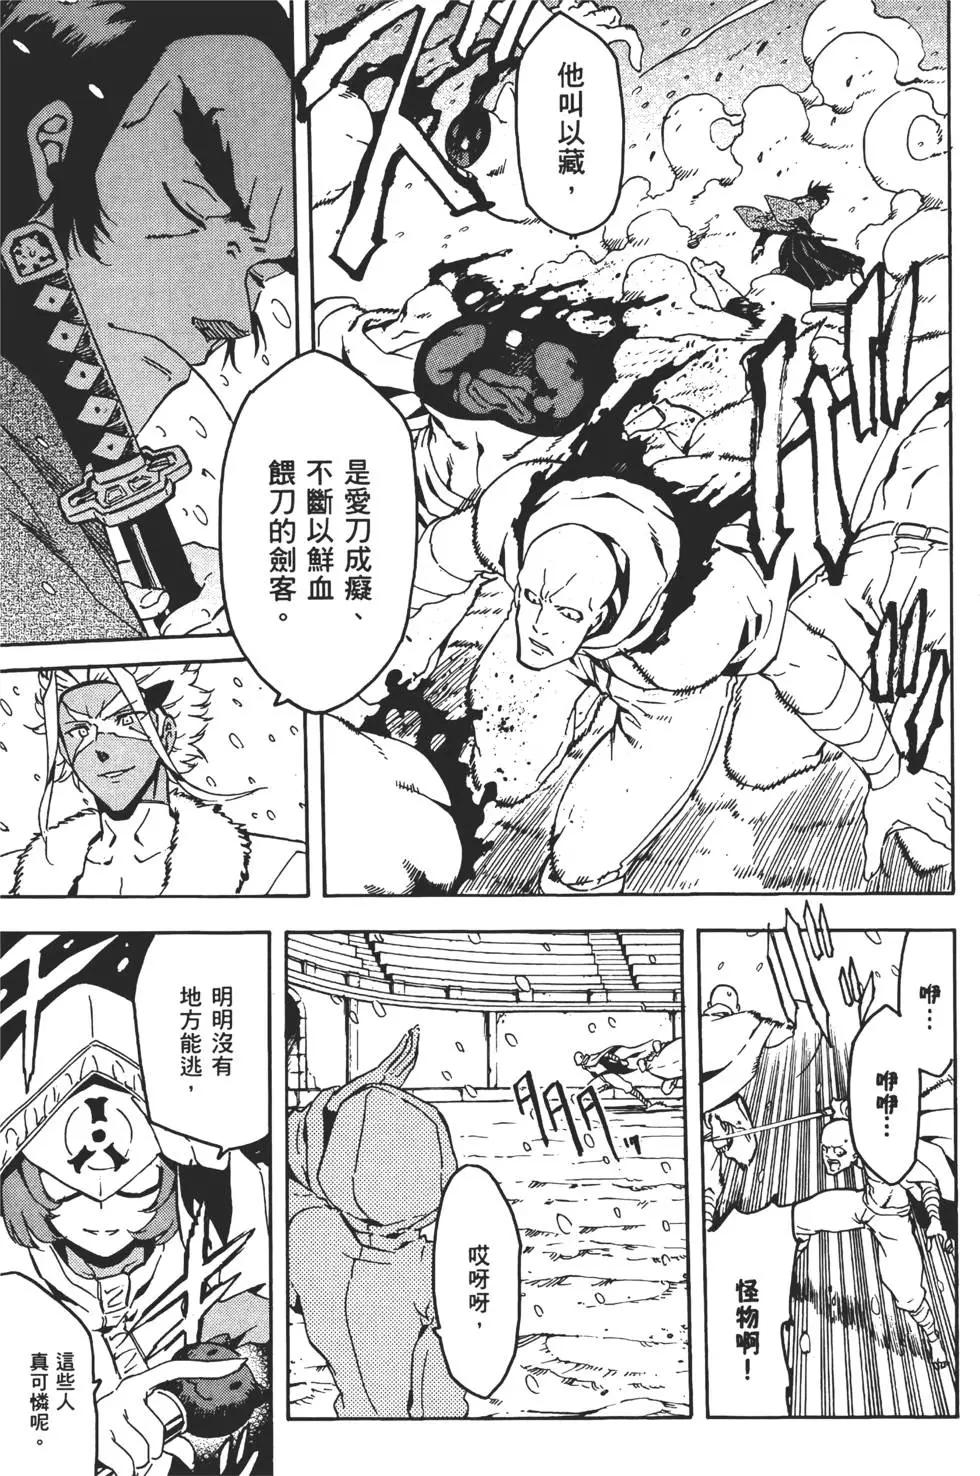 他叫以藏，
是愛刀成癡、
不斷以鮮血
餵刀的劍客。
咿…
咿咿…
怪物啊！
哎呀呀，
明明沒有
地方能逃，
這些人
真可憐呢。